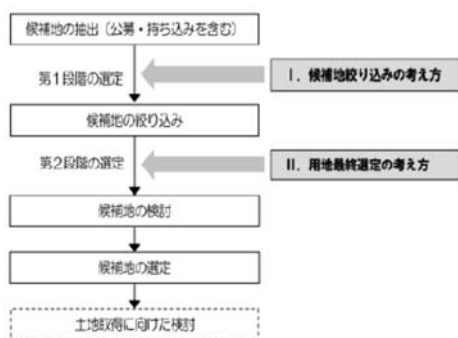 候補地の抽出（公募・持ち込みを含む）
第1段階の選定
Ⅰ．候補地絞り込みの考え方
候補地の絞り込み
第2段階の選定
Ⅱ．用地最終選定の考え方
候補地の検討
候補地の選定
土地取得に向けた検討